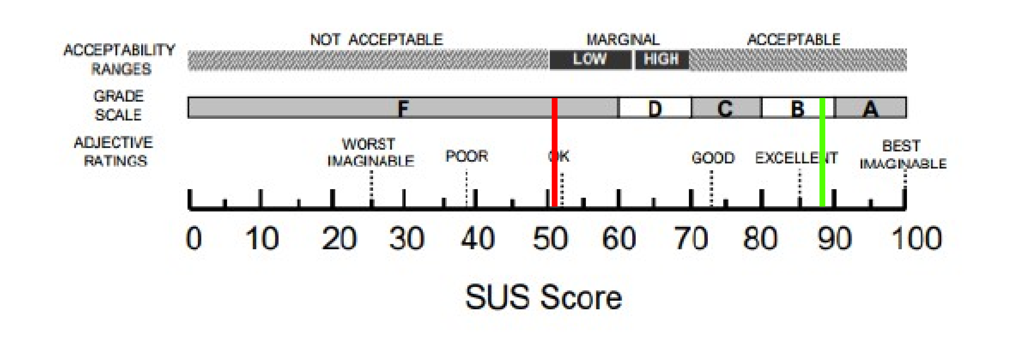 NOT ACCEPTABLE MARGINAL ACCEPTABLE
ACCEPTABILITY
RANGES
LOW HIGH
GRADE
SCALE
F D C B A
ADJECTIVE
RATINGS
WORST
IMAGINABLE
POOR
OK
GOOD
EXCELLENT
BEST
IMAGINABLE
0 10 20 30 40 50 60 70 80 90 100
SUS Score